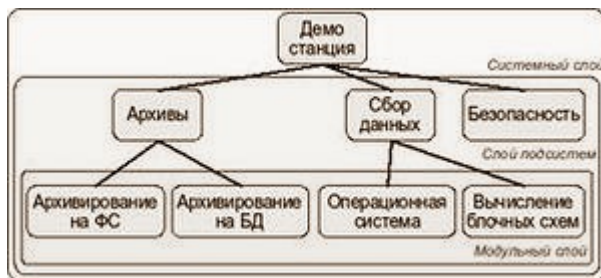 Демо
станция
Системный слой
Архивы
Сбор
данных
Безопасность
Слой подсистем
Архивирование
на ФС
Архивирование
на БД
Операционная
система
Вычисление
блочных схем
Модульный слой